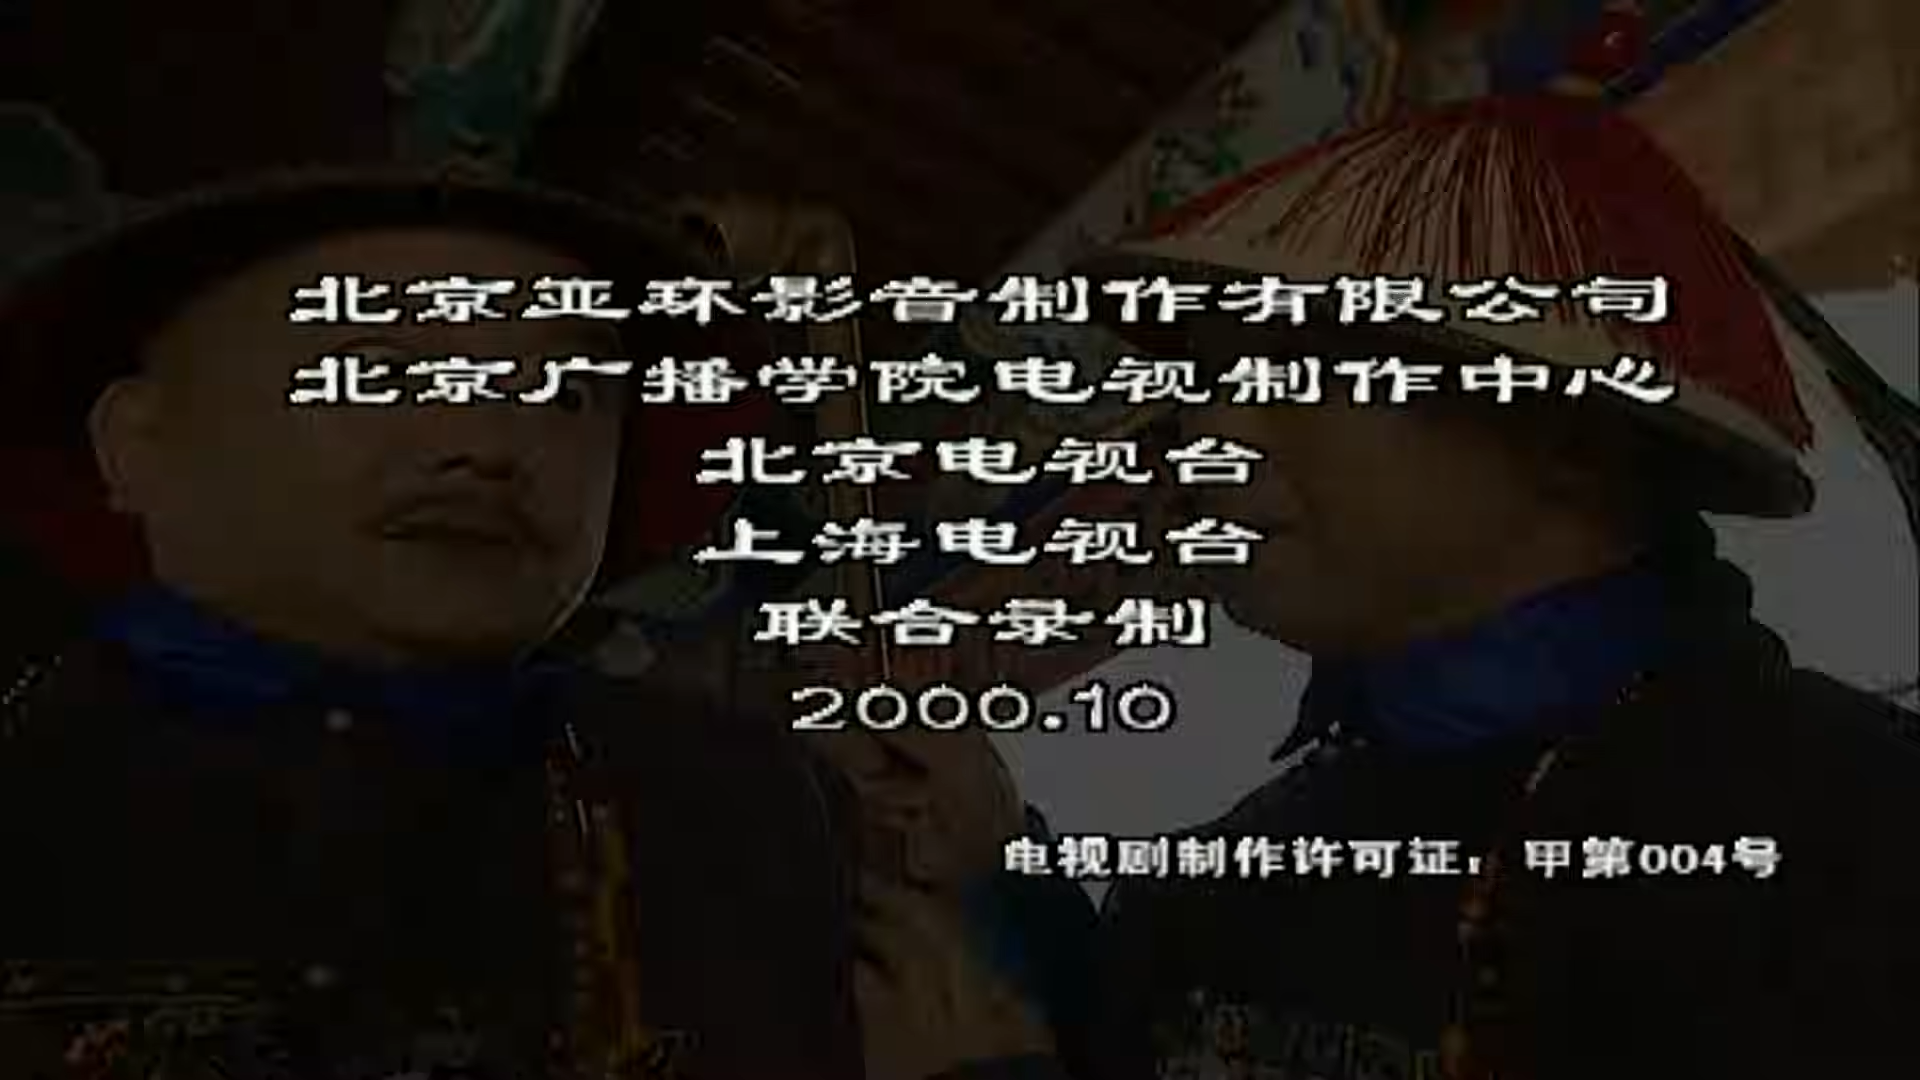 北京亚环影音制作有限公司
北京广播学院电视制作中心
北京电视台
上海电视台
联合录制
2000.10
电视剧制作许可证：甲第004号